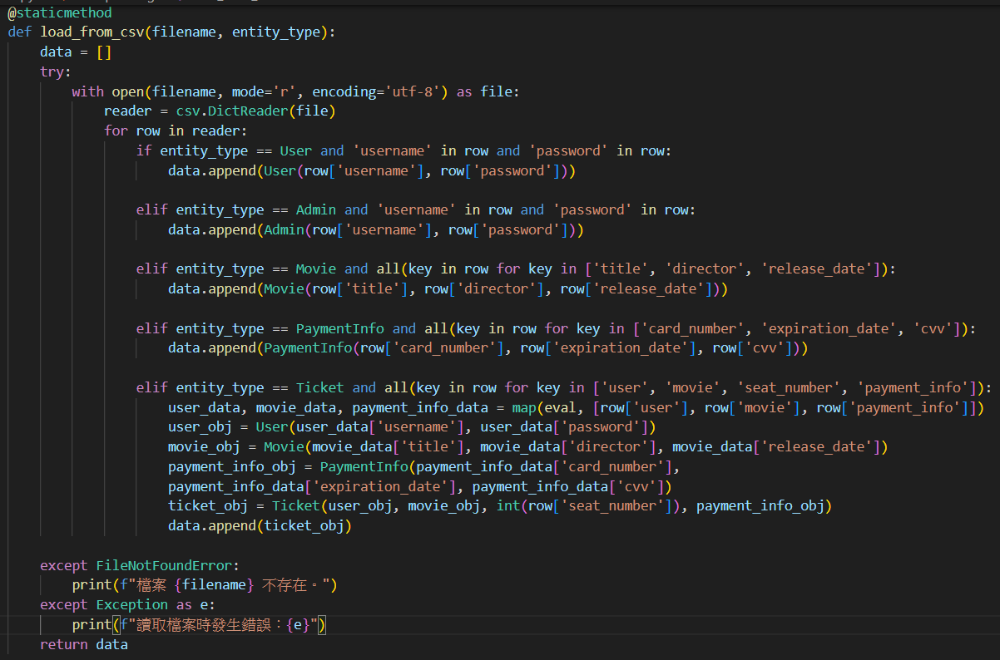 @staticmethod
def load_from_csv(filename, entity_type):
    data = []
    try:
        with open(filename, mode='r', encoding='utf-8') as file:
            reader = csv.DictReader(file)
            for row in reader:
                if entity_type == User and 'username' in row and 'password' in row:
                    data.append(User(row['username'], row['password']))

                elif entity_type == Admin and 'username' in row and 'password' in row:
                    data.append(Admin(row['username'], row['password']))

                elif entity_type == Movie and all(key in row for key in ['title', 'director', 'release_date']):
                    data.append(Movie(row['title'], row['director'], row['release_date']))

                elif entity_type == PaymentInfo and all(key in row for key in ['card_number', 'expiration_date', 'cvv']):
                    data.append(PaymentInfo(row['card_number'], row['expiration_date'], row['cvv']))

                elif entity_type == Ticket and all(key in row for key in ['user', 'movie', 'seat_number', 'payment_info']):
                    user_data, movie_data, payment_info_data = map(eval, [row['user'], row['movie'], row['payment_info']])
                    user_obj = User(user_data['username'], user_data['password'])
                    movie_obj = Movie(movie_data['title'], movie_data['director'], movie_data['release_date'])
                    payment_info_obj = PaymentInfo(payment_info_data['card_number'],
                    payment_info_data['expiration_date'], payment_info_data['cvv'])
                    ticket_obj = Ticket(user_obj, movie_obj, int(row['seat_number']), payment_info_obj)
                    data.append(ticket_obj)

    except FileNotFoundError:
        print(f"檔案 {filename} 不存在。")
    except Exception as e:
        print(f"讀取檔案時發生錯誤：{e}")
    return data